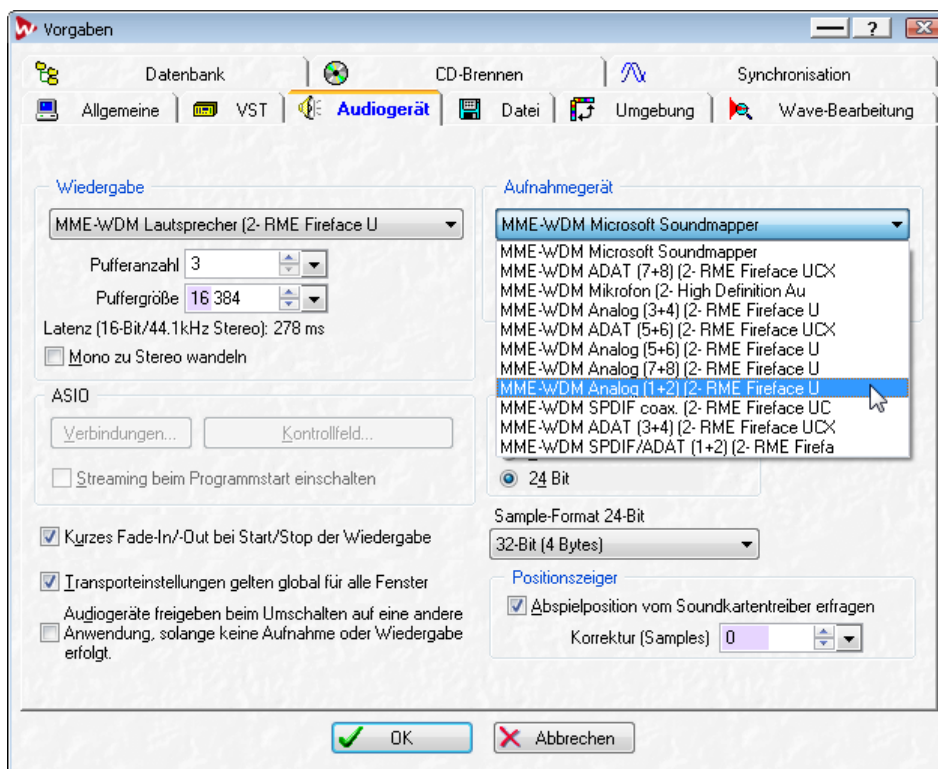 Vorgaben
?
Datenbank
CD-Brennen
Synchronisation
Allgemeine
VST
Audiogerät
Datei
Umgebung
Wave-Bearbeitung
Wiedergabe
MME-WDM Lautsprecher (2- RME Fireface U
Pufferanzahl 3
Puffergröße 16 384
Latenz (16-Bit/44.1kHz Stereo): 278 ms
Mono zu Stereo wandeln
ASIO
Verbindungen...
Kontrollfeld...
Streaming beim Programmstart einschalten
Kurzes Fade-In/-Out bei Start/Stop der Wiedergabe
Transporteinstellungen gelten global für alle Fenster
Audiogeräte freigeben beim Umschalten auf eine andere
Anwendung, solange keine Aufnahme oder Wiedergabe
erfolgt.
Aufnahmegerät
MME-WDM Microsoft Soundmapper
MME-WDM Microsoft Soundmapper
MME-WDM ADAT (7+8) (2- RME Fireface UCX
MME-WDM Mikrofon (2- High Definition Au
MME-WDM Analog (3+4) (2- RME Fireface U
MME-WDM ADAT (5+6) (2- RME Fireface UCX
MME-WDM Analog (5+6) (2- RME Fireface U
MME-WDM Analog (7+8) (2- RME Fireface U
MME-WDM Analog (1+2) (2- RME Fireface U
MME-WDM SPDIF coax. (2- RME Fireface UC
MME-WDM ADAT (3+4) (2- RME Fireface UCX
MME-WDM SPDIF/ADAT (1+2) (2- RME Firefa
24 Bit
Sample-Format 24-Bit
32-Bit (4 Bytes)
Positionszeiger
Abspielposition vom Soundkartentreiber erfragen
Korrektur (Samples) 0
OK
Abbrechen